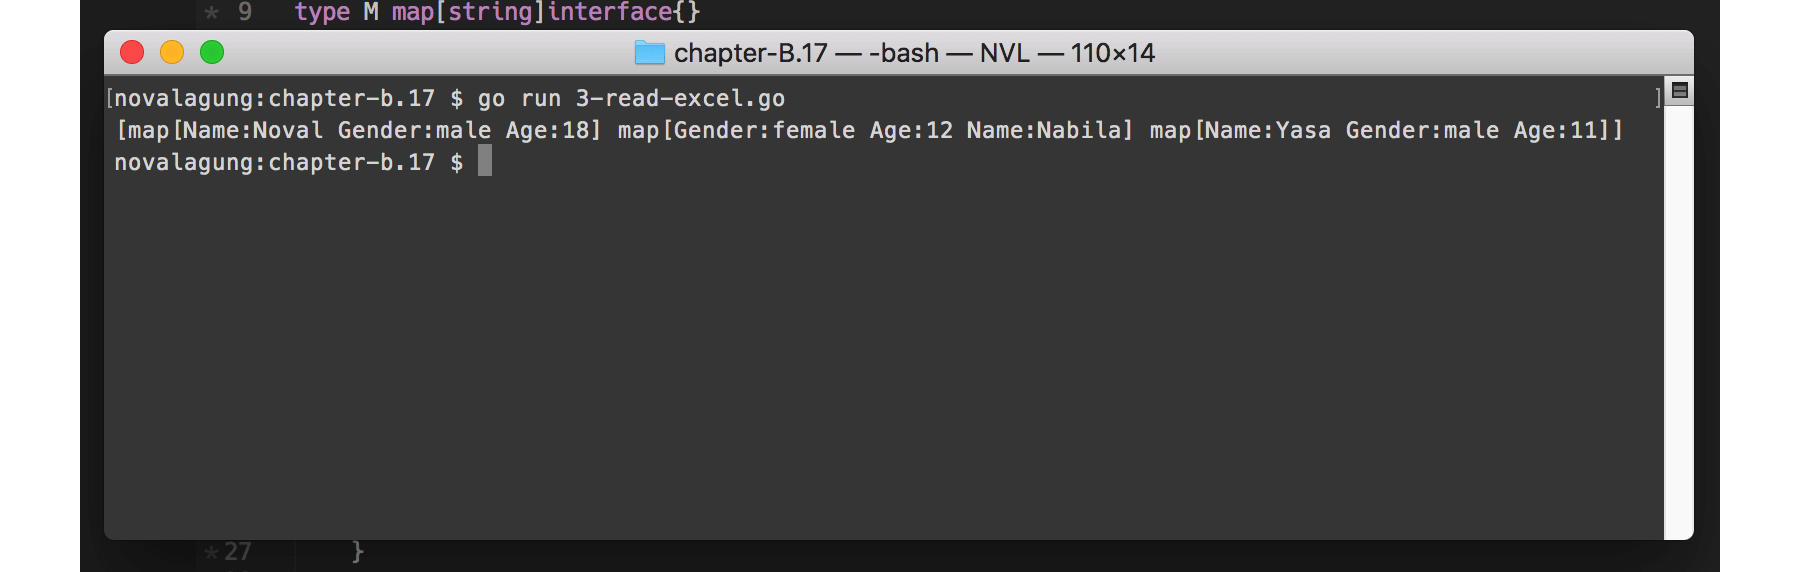 * 9 type M map[string]interface{}
chapter-B.17 — -bash — NVL — 110×14
[novalagung:chapter-b.17 $ go run 3-read-excel.go ]
[map[Name:Noval Gender:male Age:18] map[Gender:female Age:12 Name:Nabila] map[Name:Yasa Gender:male Age:11]]
novalagung:chapter-b.17 $
* 27 }